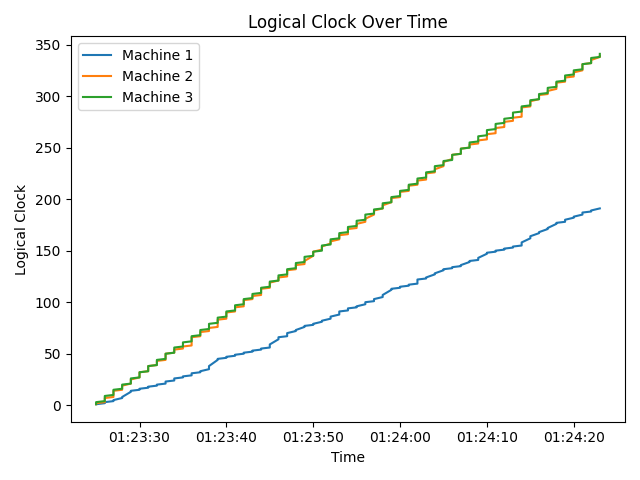 Logical Clock Over Time
Machine 1
Machine 2
Machine 3
Logical Clock
350
300
250
200
150
100
50
0
01:23:30 01:23:40 01:23:50 01:24:00 01:24:10 01:24:20
Time